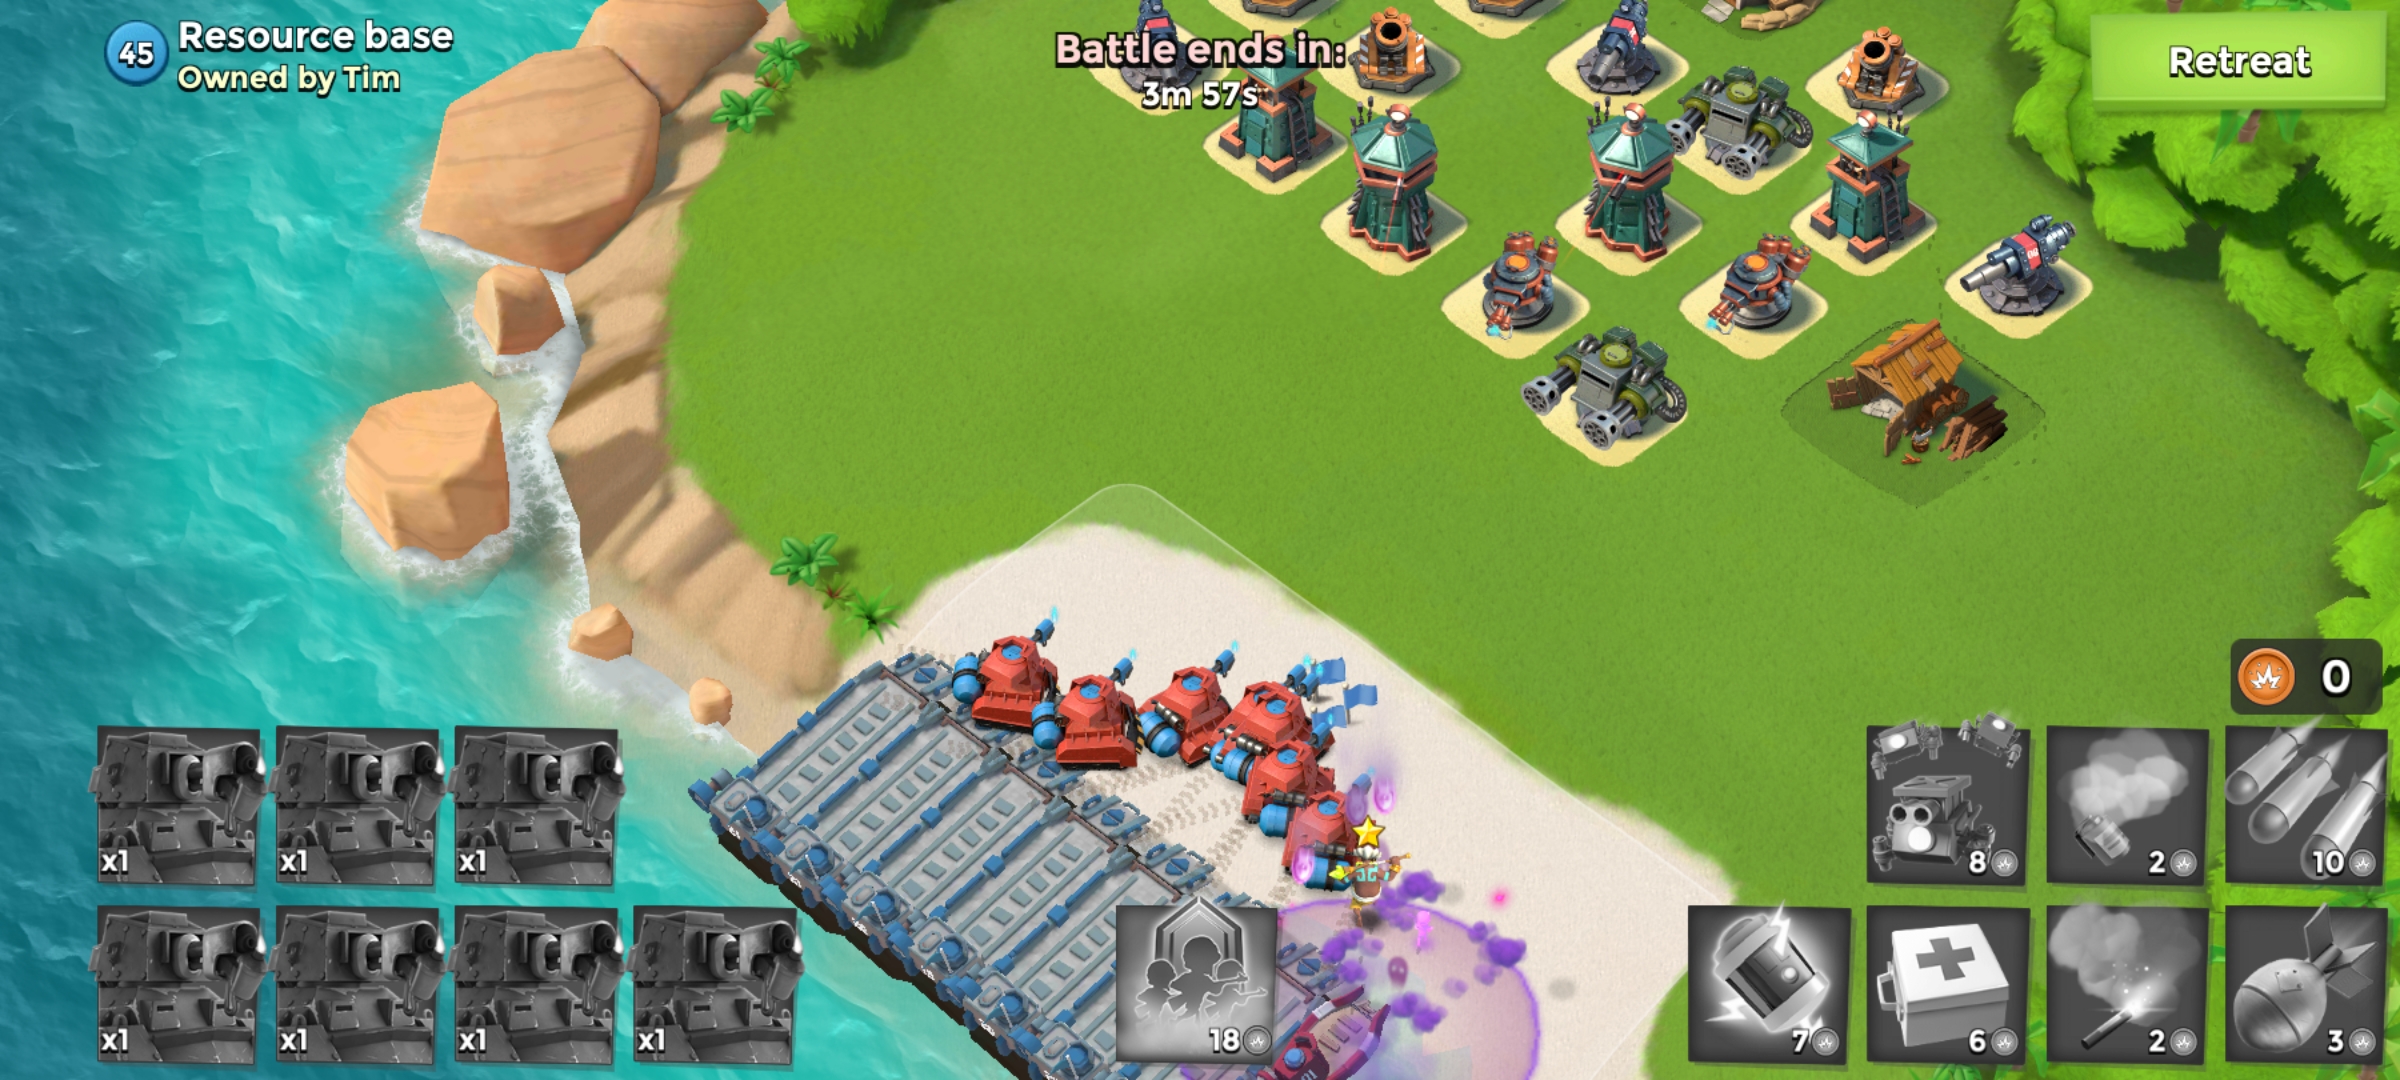 45
Resource base
Owned by Tim
Battle ends in:
3m 57s
Retreat
0
x1
x1
x1
8
2
10
x1
x1
x1
x1
18
7
6
2
3